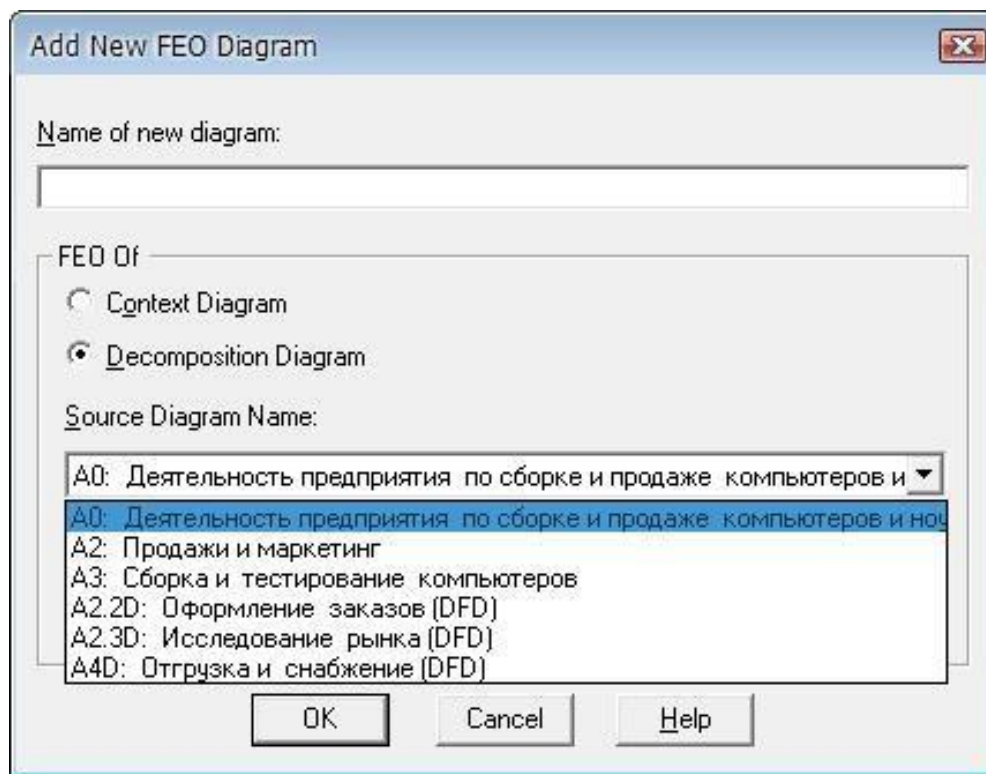 Add New FEO Diagram
Name of new diagram:
FEO Of
Context Diagram
Decomposition Diagram
Source Diagram Name:
A0: Деятельность предприятия по сборке и продаже компьютеров и
A0: Деятельность предприятия по сборке и продаже компьютеров и ноу
A2: Продажи и маркетинг
A3: Сборка и тестирование компьютеров
A2.2D: Оформление заказов (DFD)
A2.3D: Исследование рынка (DFD)
A4D: Отгрузка и снабжение (DFD)
OK Cancel Help